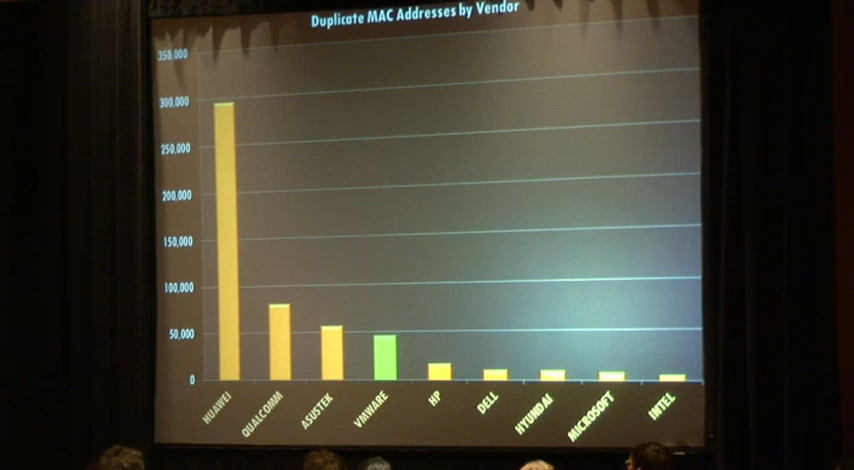 Duplicate MAC Addresses by Vendor
350,000
300,000
250,000
200,000
150,000
100,000
50,000
0
HUAWEI
QUALCOMM
ASUSTEK
VMWARE
HP
DELL
HYUNDAI
MICROSOFT
INTEL